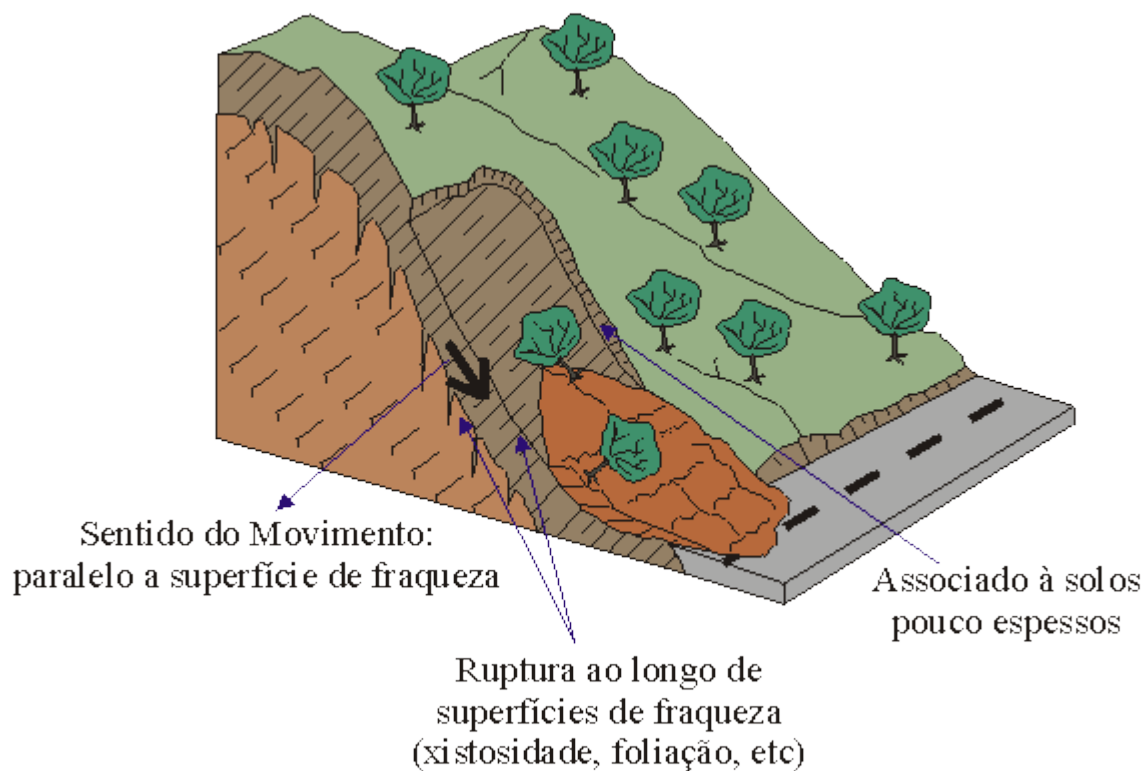 Sentido do Movimento:
paralelo a superfície de fraqueza
Ruptura ao longo de
superfícies de fraqueza
(xistosidade, foliação, etc)
Associado à solos
pouco espessos